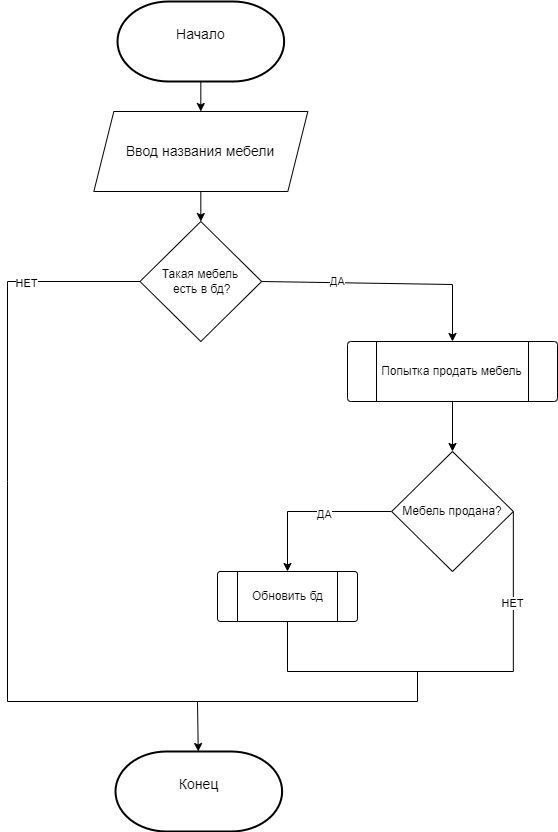 Начало
Ввод названия мебели
Такая мебель
есть в бд?
НЕТ
ДА
Попытка продать мебель
Мебель продана?
ДА
Обновить бд
НЕТ
Конец